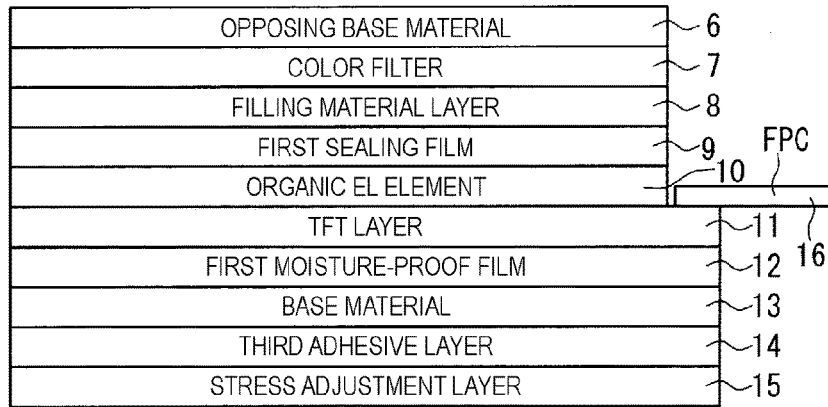 OPPOSING BASE MATERIAL 6
COLOR FILTER 7
FILLING MATERIAL LAYER 8
FIRST SEALING FILM 9
ORGANIC EL ELEMENT 10
FPC
16
TFT LAYER 11
FIRST MOISTURE-PROOF FILM 12
BASE MATERIAL 13
THIRD ADHESIVE LAYER 14
STRESS ADJUSTMENT LAYER 15